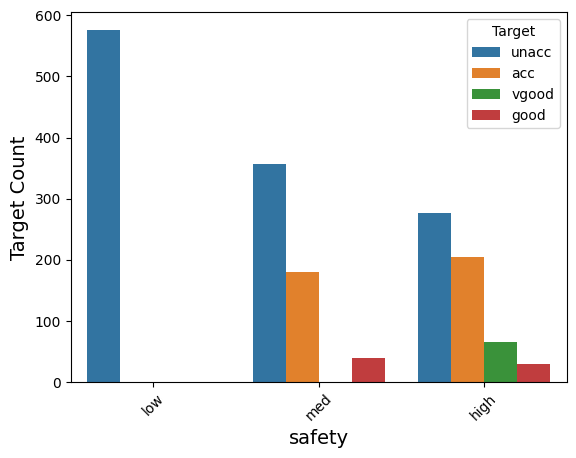 600
500
400
300
200
100
0
Target Count
Target
unacc
acc
vgood
good
low
med
high
safety